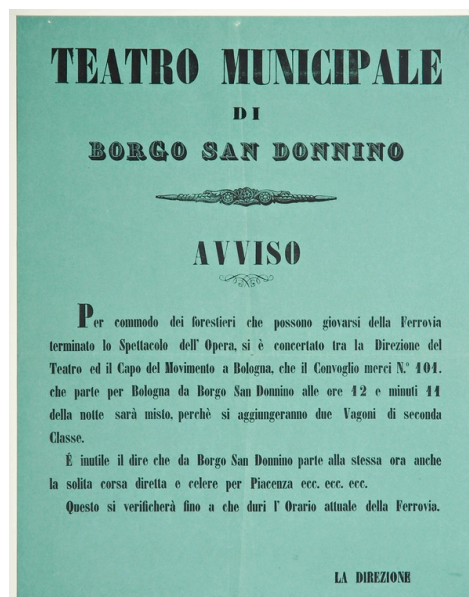 TEATRO MUNICIPALE
DI
BORGO SAN DONNINO
AVVISO
Per commodo dei forestieri che possono giovarsi della Ferrovia
terminato lo Spettacolo dell' Opera, si è concertato tra la Direzione del
Teatro ed il Capo del Movimento a Bologna, che il Convoglio merci N.° 101.
che parte per Bologna da Borgo San Donnino alle ore 12 e minuti 11
della notte sarà misto, perchè si aggiungeranno due Vagoni di seconda
Classe.
È inutile il dire che da Borgo San Donnino parte alla stessa ora anche
la solita corsa diretta e celere per Piacenza ecc. ecc. ecc.
Questo si verificherà fino a che duri l' Orario attuale della Ferrovia.
LA DIREZIONE